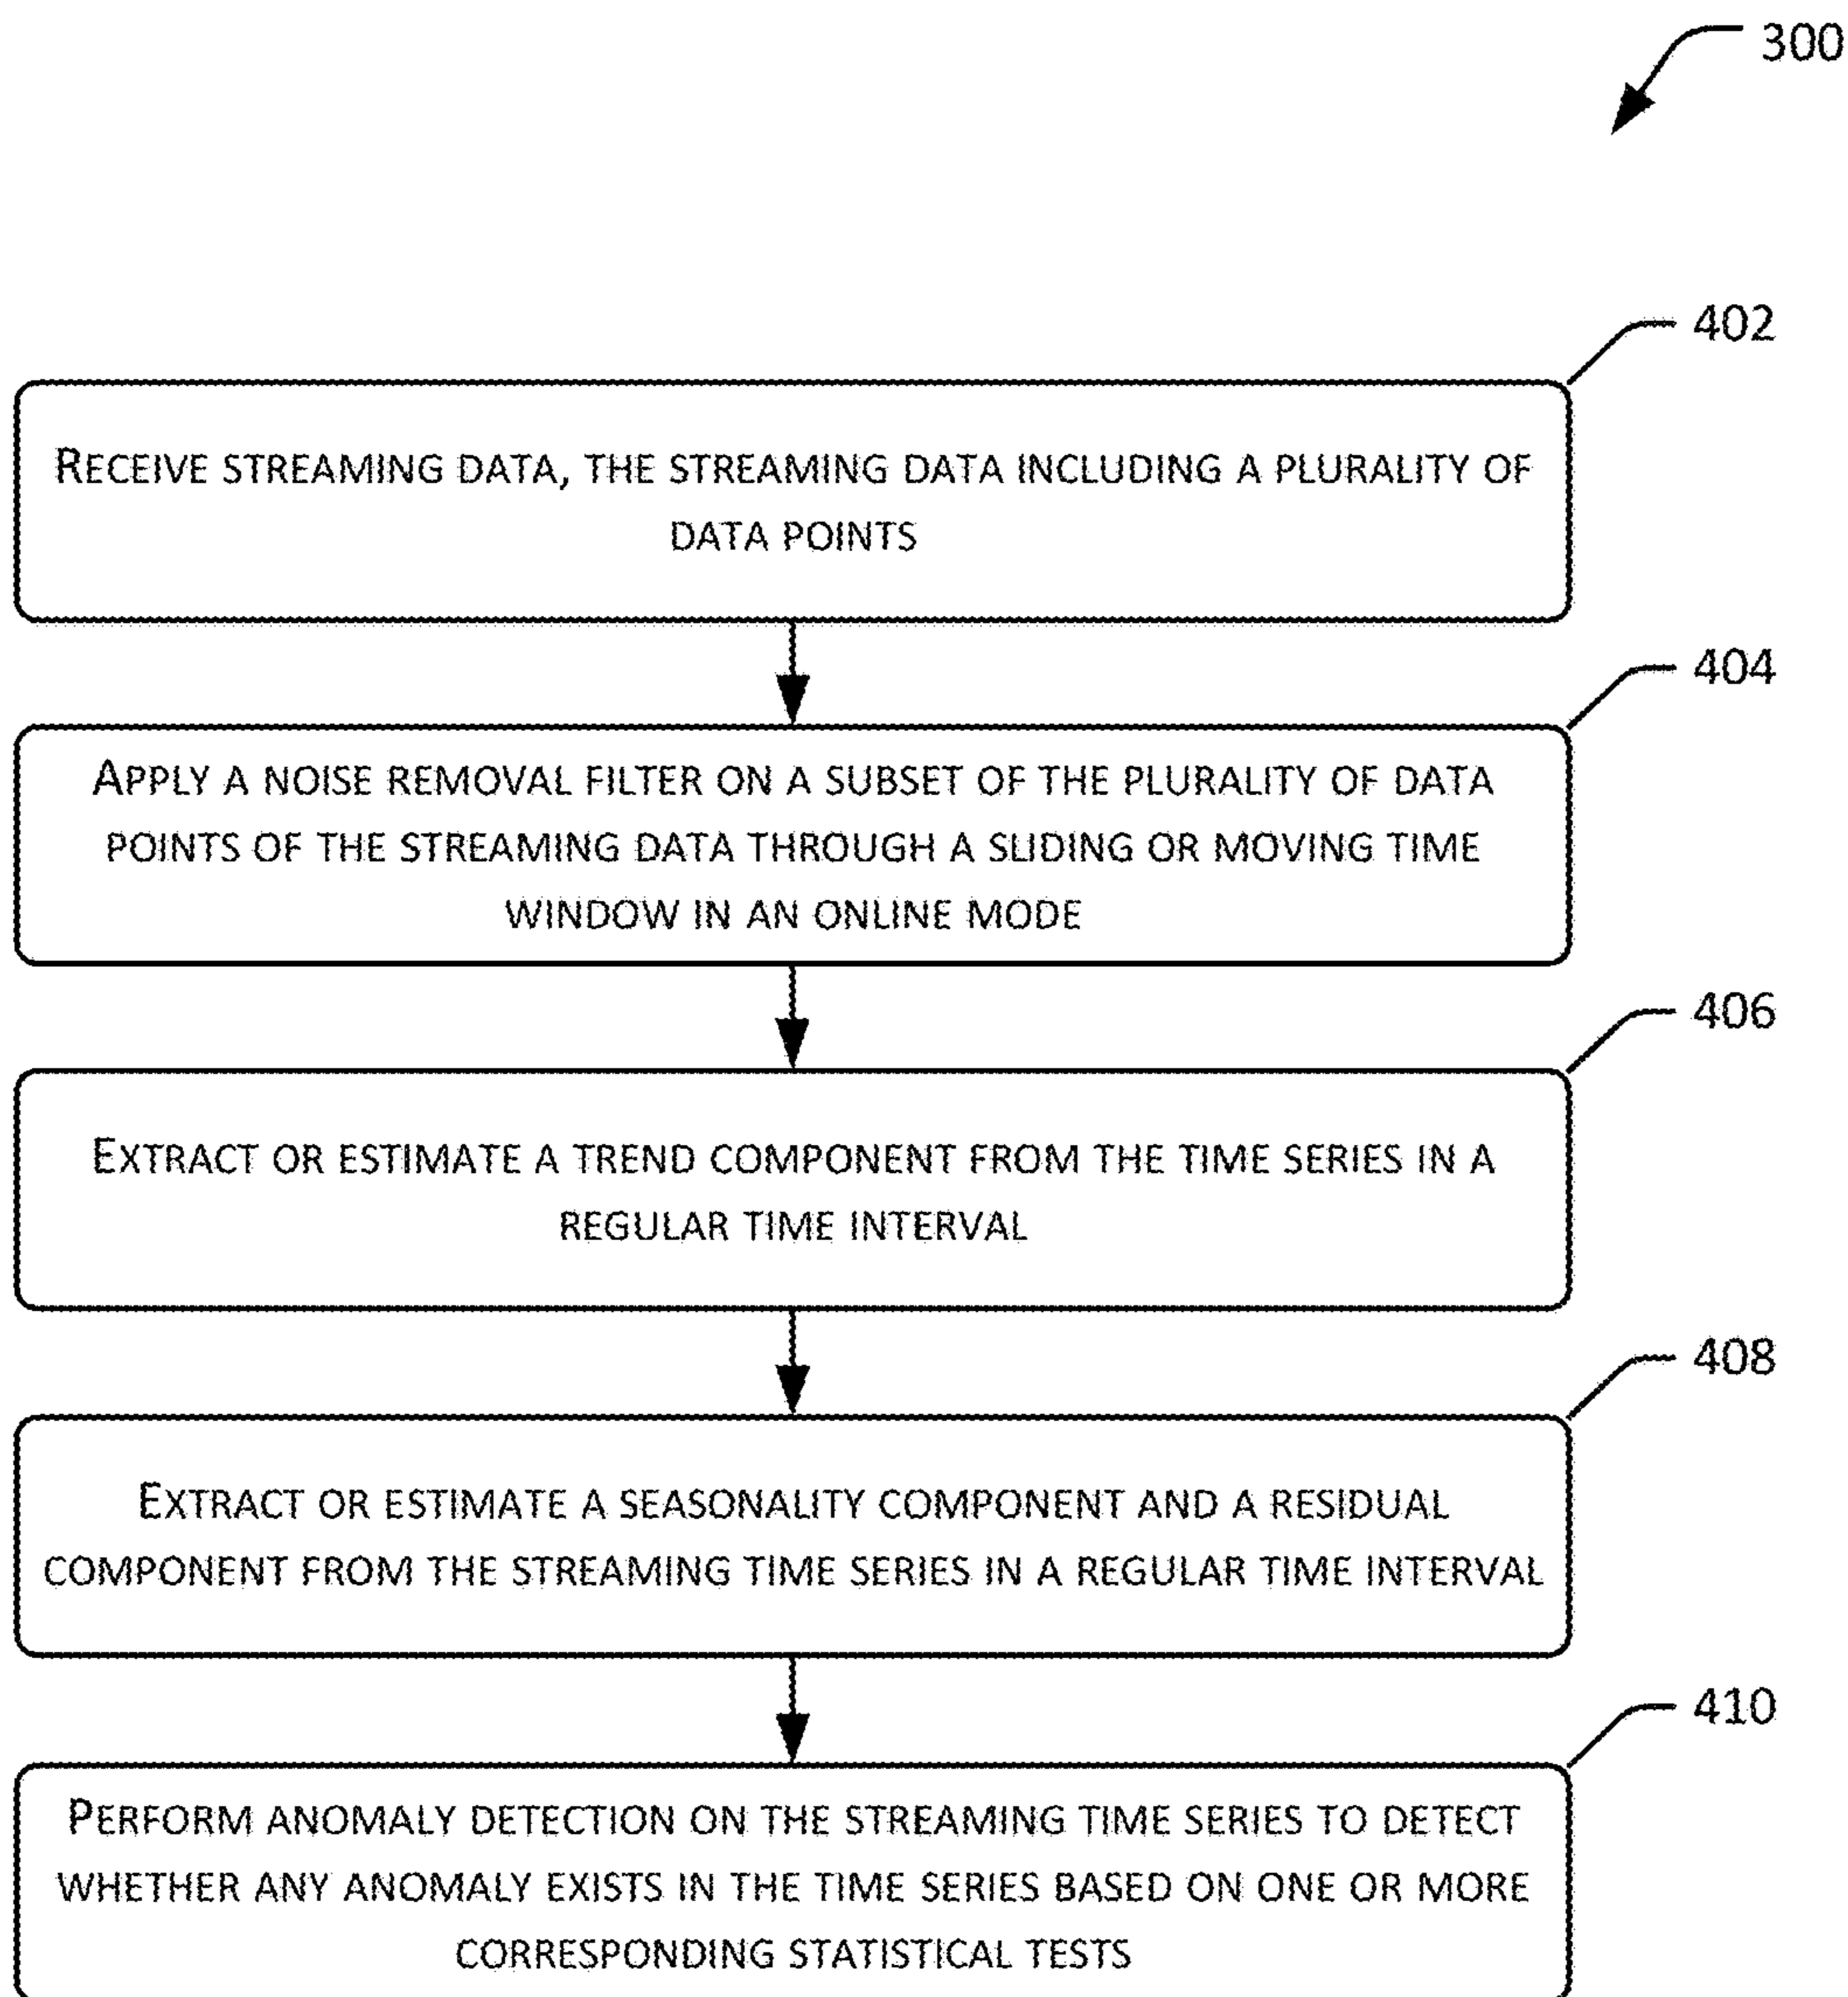 300
402
RECEIVE STREAMING DATA, THE STREAMING DATA INCLUDING A PLURALITY OF
DATA POINTS
404
APPLY A NOISE REMOVAL FILTER ON A SUBSET OF THE PLURALITY OF DATA
POINTS OF THE STREAMING DATA THROUGH A SLIDING OR MOVING TIME
WINDOW IN AN ONLINE MODE
406
EXTRACT OR ESTIMATE A TREND COMPONENT FROM THE TIME SERIES IN A
REGULAR TIME INTERVAL
408
EXTRACT OR ESTIMATE A SEASONALITY COMPONENT AND A RESIDUAL
COMPONENT FROM THE STREAMING TIME SERIES IN A REGULAR TIME INTERVAL
410
PERFORM ANOMALY DETECTION ON THE STREAMING TIME SERIES TO DETECT
WHETHER ANY ANOMALY EXISTS IN THE TIME SERIES BASED ON ONE OR MORE
CORRESPONDING STATISTICAL TESTS